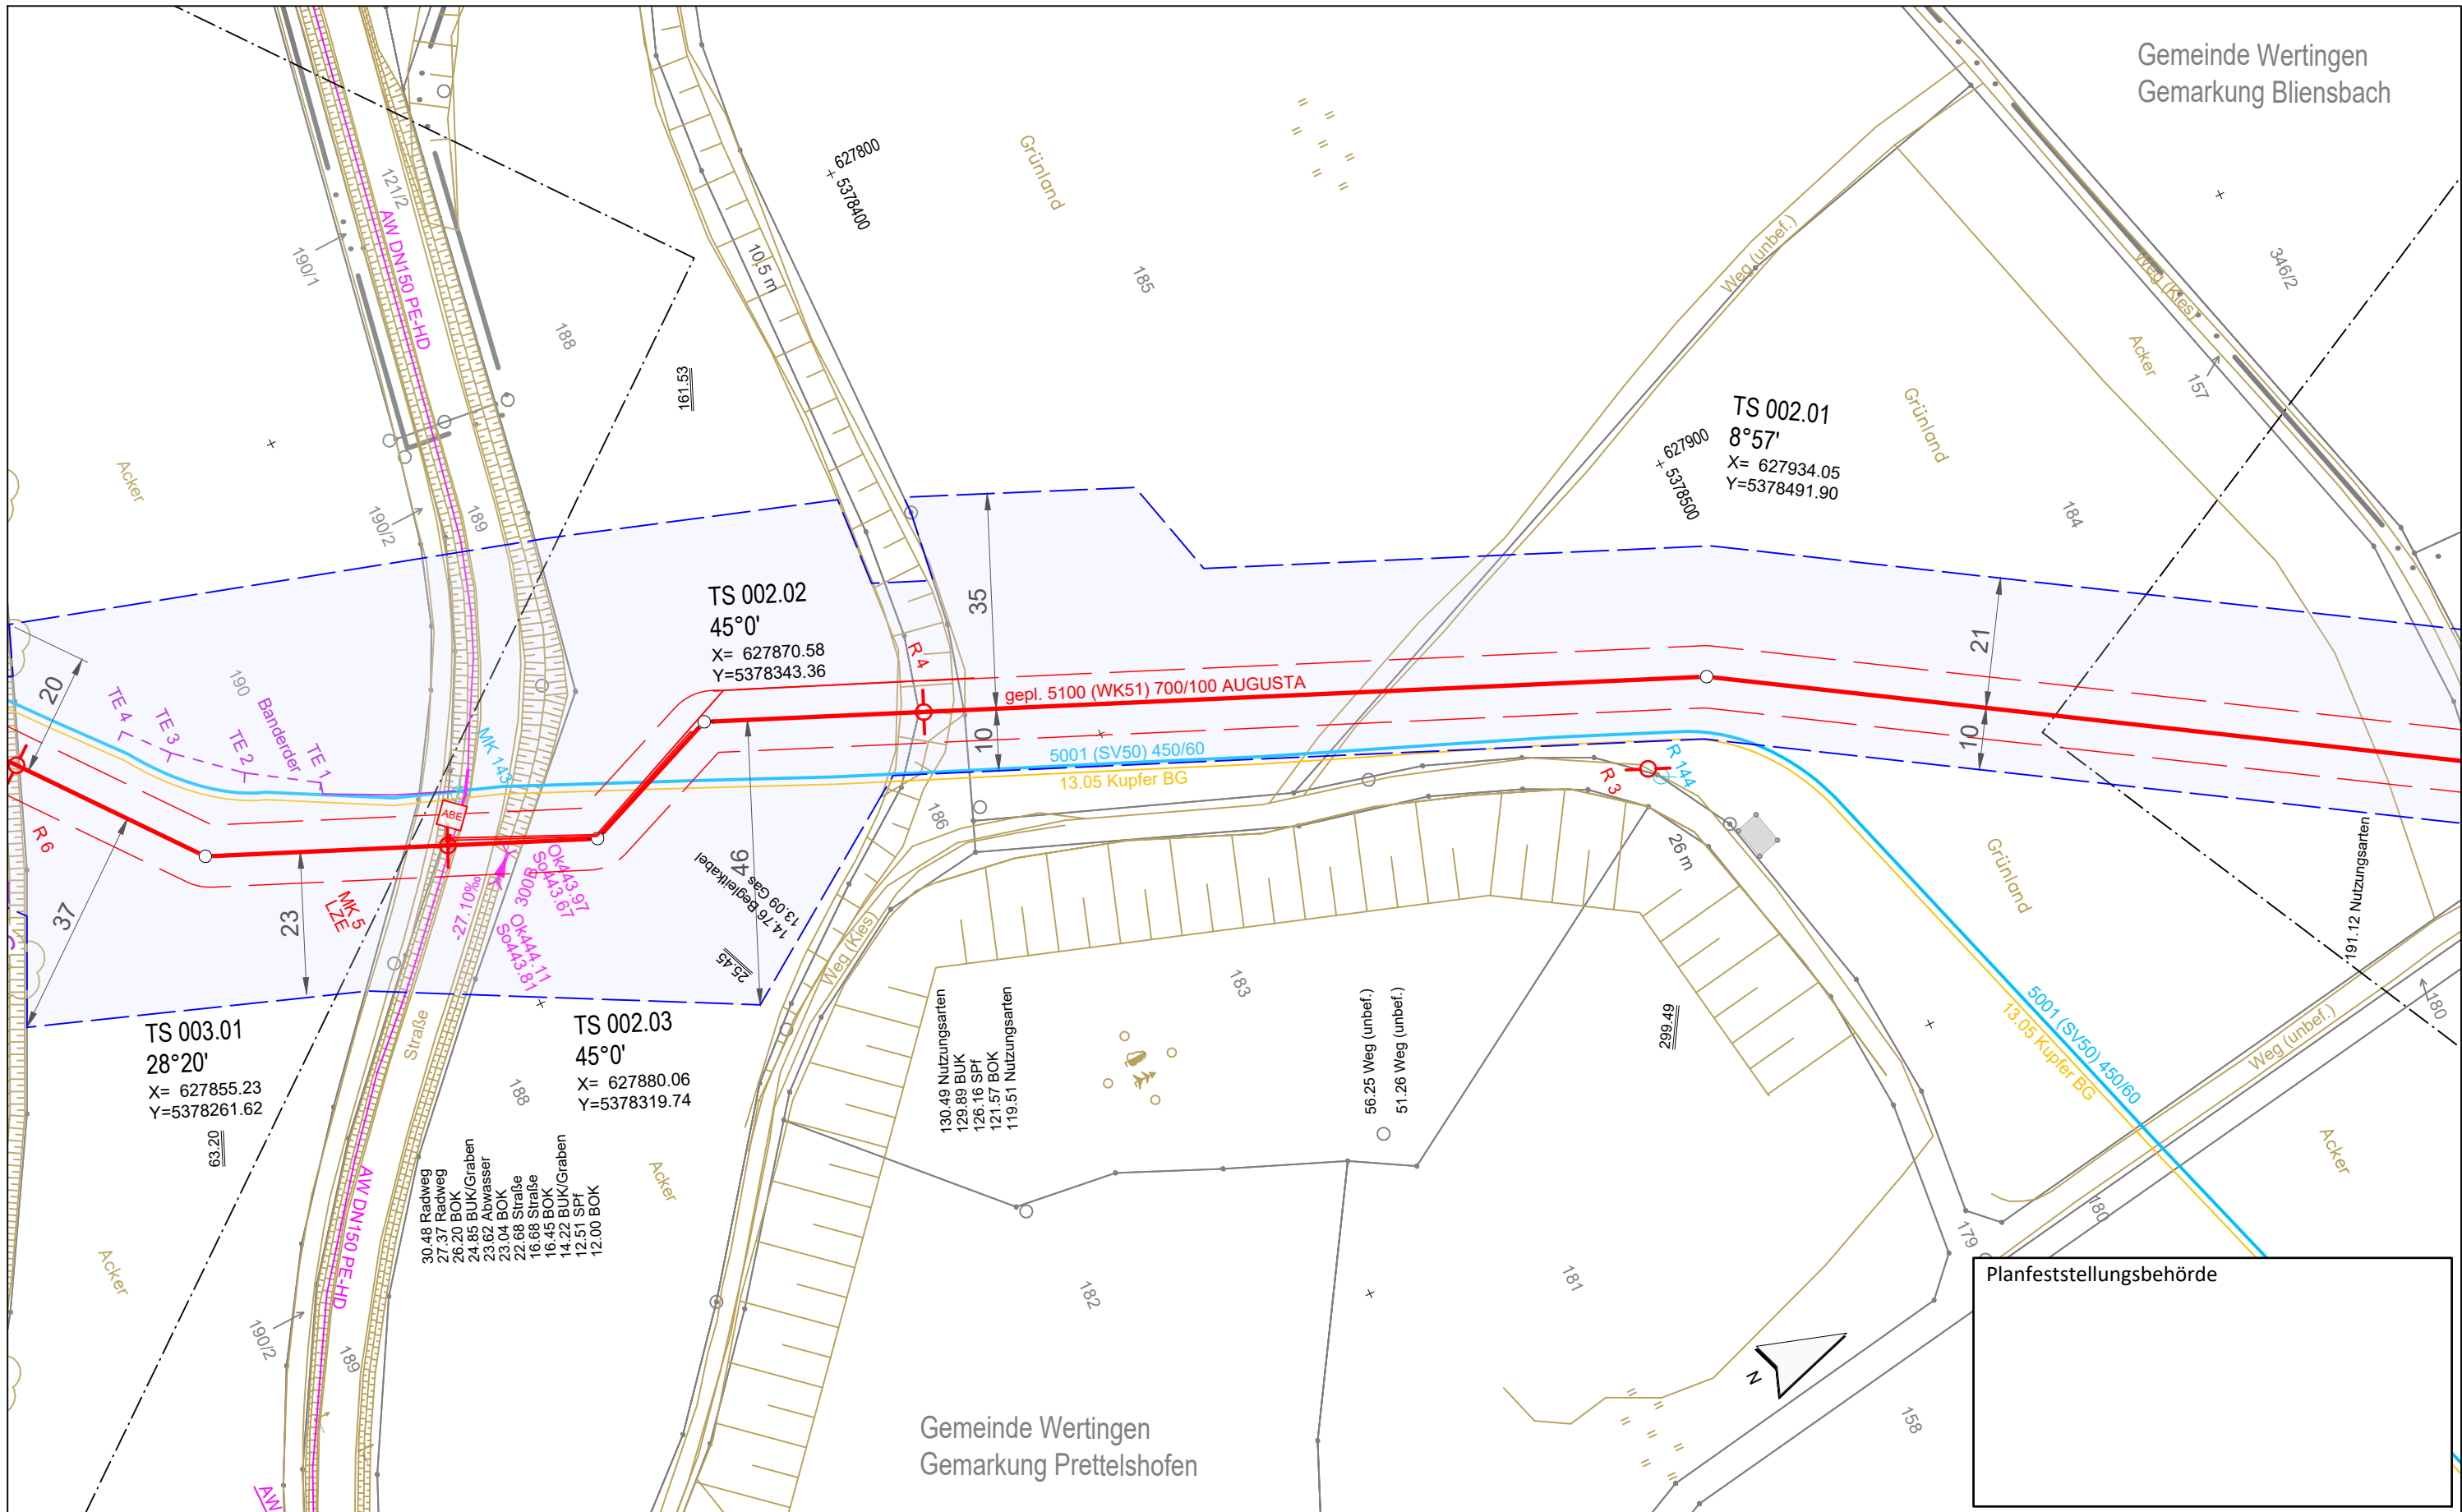 Gemeinde Wertingen
Gemarkung Bliensbach
627800
5378400
Grünland
121/2
AW DN150 PE-HD
190/1
10,5 m
185
Weg (unbef.)
Weg (Kies)
346/2
188
161.53
Acker
157
TS 002.01
8°57'
X= 627934.05
Y=5378491.90
627900
5378500
Grünland
184
Acker
190/2
189
TS 002.02
45°0'
X= 627870.58
Y=5378343.36
35
21
R 4
20
190
TE 4
TE 3
TE 2
Banderder
TE 1
MK 143
gepl. 5100 (WK51) 700/100 AUGUSTA
10
5001 (SV50) 450/60
13.05 Kupfer BG
R 3
R 144
10
R 6
ABE
37
23
MK 5
LZE
-27.10‰
300B
Ok443.97
So443.67
Ok444.11
So443.81
46
14.76 Begleitkabel
13.09 Gas
25.45
186
Weg (Kies)
26 m
Grünland
191.12 Nutzungsarten
183
TS 003.01
28°20'
X= 627855.23
Y=5378261.62
63.20
Straße
TS 002.03
45°0'
X= 627880.06
Y=5378319.74
188
130.49 Nutzungsarten
129.89 BUK
126.16 SPf
121.57 BOK
119.51 Nutzungsarten
56.25 Weg (unbef.)
51.26 Weg (unbef.)
299.49
5001 (SV50) 450/60
13.05 Kupfer BG
Weg (unbef.)
180
Acker
30.48 Radweg
27.37 Radweg
26.20 BOK
24.85 BUK/Graben
23.62 Abwasser
23.04 BOK
22.68 Straße
16.68 Straße
16.45 BOK
14.22 BUK/Graben
12.51 SPf
12.00 BOK
Acker
AW DN150 PE-HD
Acker
190/2
189
182
181
179
180
Planfeststellungsbehörde
N
158
Gemeinde Wertingen
Gemarkung Prettelshofen
AW